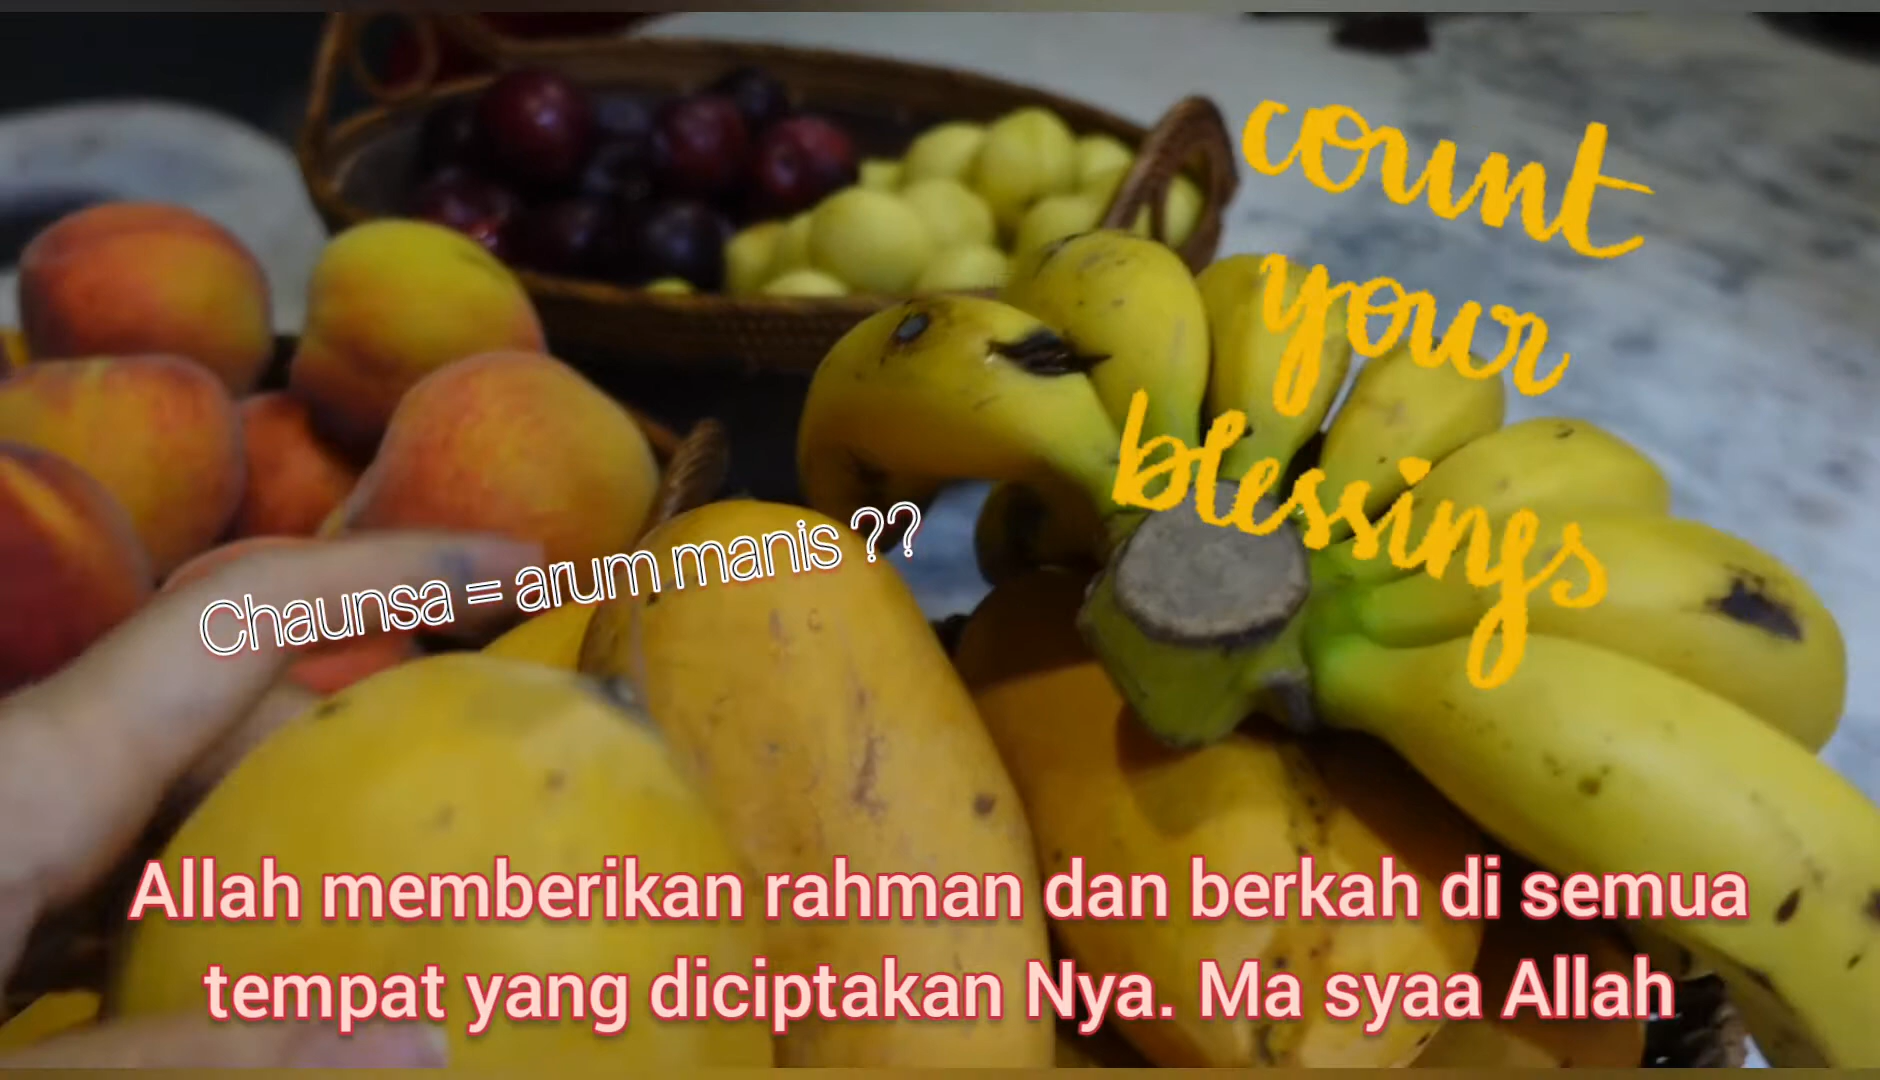 count
your
blessings
Chaunsa = arum manis ??
Allah memberikan rahman dan berkah di semua
tempat yang diciptakan Nya. Ma syaa Allah